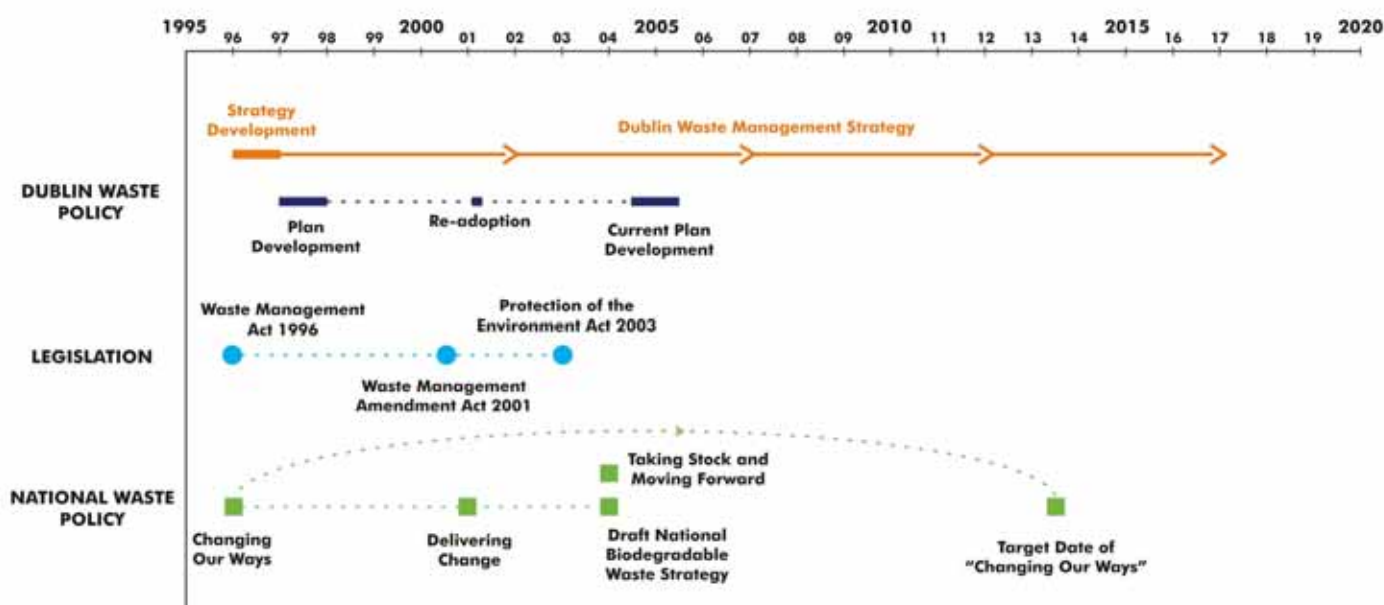 1995 96 97 98 99 2000 01 02 03 04 2005 06 07 08 09 2010 11 12 13 14 2015 16 17 18 19 2020
Strategy
Development
Dublin Waste Management Strategy
DUBLIN WASTE
POLICY
Plan
Development
Re-adoption
Current Plan
Development
LEGISLATION
Waste Management
Act 1996
Protection of the
Environment Act 2003
Waste Management
Amendment Act 2001
NATIONAL WASTE
POLICY
Taking Stock and
Moving Forward
Changing
Our Ways
Delivering
Change
Draft National
Biodegradable
Waste Strategy
Target Date of
"Changing Our Ways"